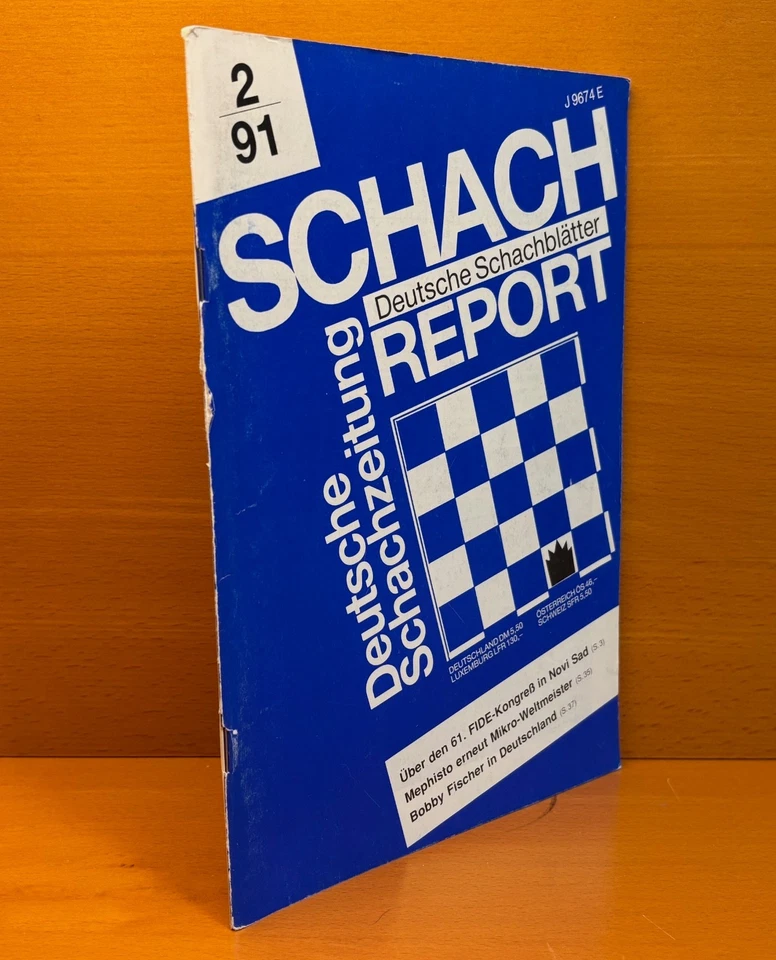 2
91
J 9674 E
SCHACH
Deutsche Schachblätter
REPORT
Deutsche
Schachzeitung
DEUTSCHLAND DM 5,50
LUXEMBURG LFR 130,–
ÖSTERREICH ÖS 46,–
SCHWEIZ SFR 5,50
Über den 61. FIDE-Kongreß in Novi Sad (S.3)
Mephisto erneut Mikro-Weltmeister (S.35)
Bobby Fischer in Deutschland (S.37)